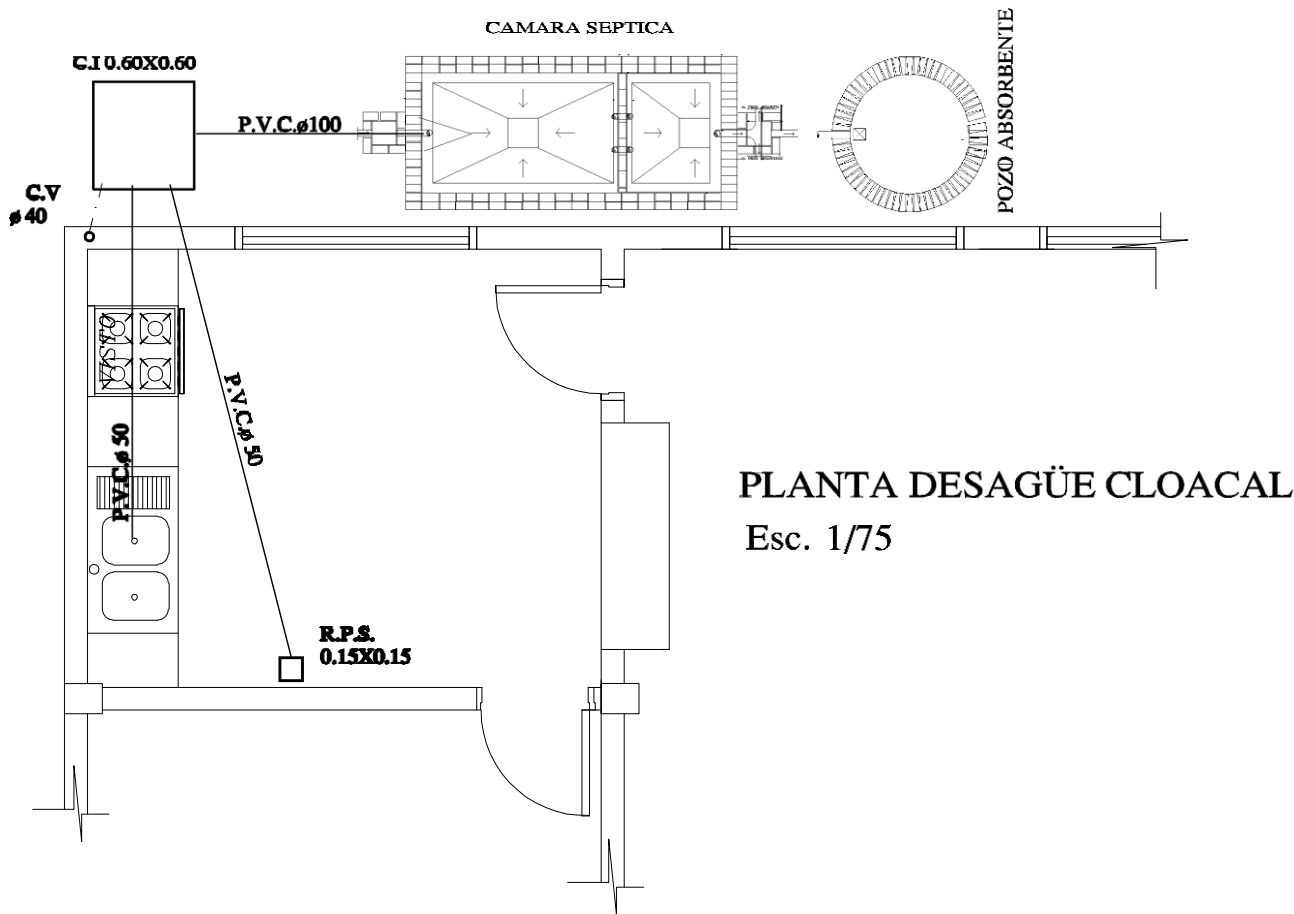 CAMARA SEPTICA
C.I 0.60X0.60
P.V.C.ø100
POZO ABSORBENTE
C.V
ø 40
P.V.C.ø 50
P.V.C.ø 50
R.P.S.
0.15X0.15
PLANTA DESAGÜE CLOACAL
Esc. 1/75